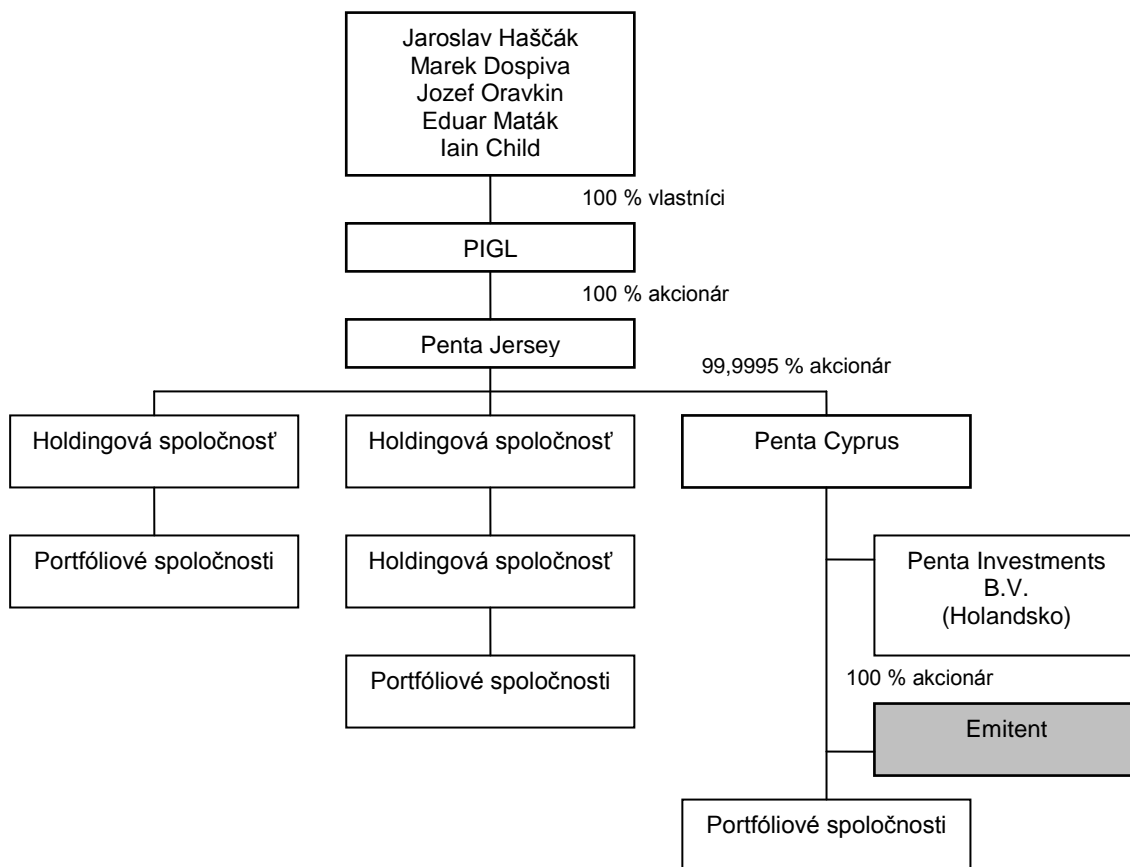 Jaroslav Haščák
Marek Dospiva
Jozef Oravkin
Eduar Maták
Iain Child
100 % vlastníci
PIGL
100 % akcionár
Penta Jersey
99,9995 % akcionár
Holdingová spoločnosť
Holdingová spoločnosť
Penta Cyprus
Portfóliové spoločnosti
Holdingová spoločnosť
Penta Investments
B.V.
(Holandsko)
Portfóliové spoločnosti
100 % akcionár
Emitent
Portfóliové spoločnosti